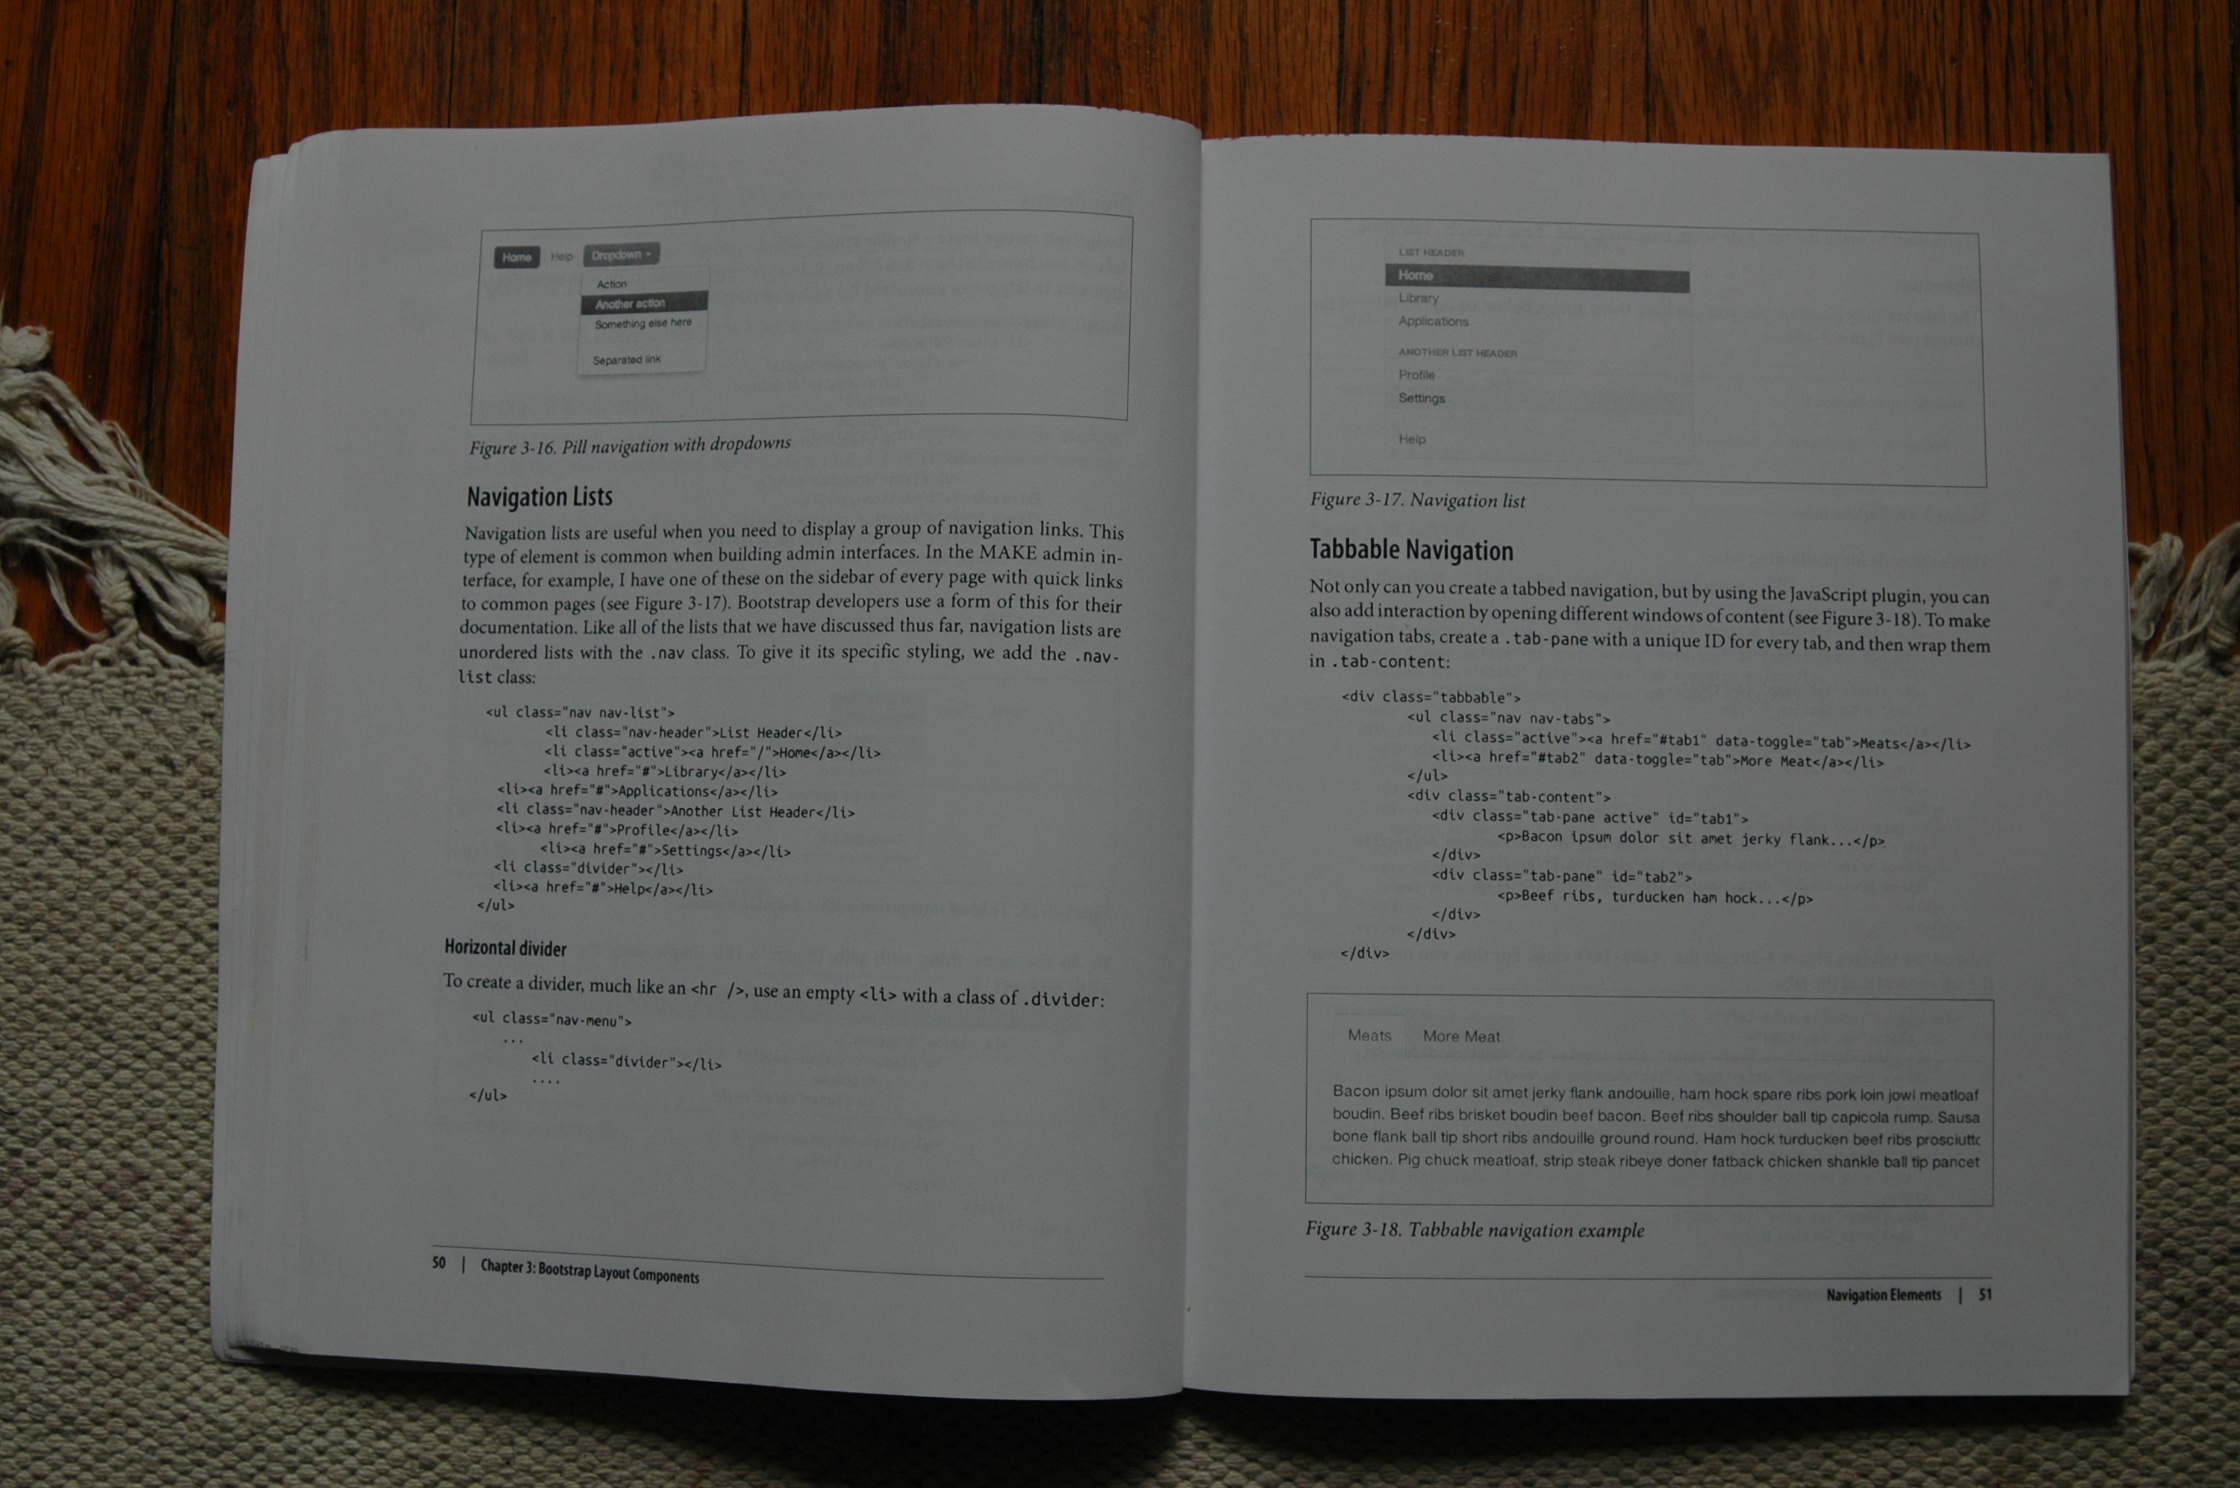 Home Help Dropdown
Action
Another action
Something else here
Separated link
Figure 3-16. Pill navigation with dropdowns
Navigation Lists
Navigation lists are useful when you need to display a group of navigation links. This
type of element is common when building admin interfaces. In the MAKE admin in-
terface, for example, I have one of these on the sidebar of every page with quick links
to common pages (see Figure 3-17). Bootstrap developers use a form of this for their
documentation. Like all of the lists that we have discussed thus far, navigation lists are
unordered lists with the .nav class. To give it its specific styling, we add the .nav-
list class:
<ul class="nav nav-list">
<li class="nav-header">List Header</li>
<li class="active"><a href="/">Home</a></li>
<li><a href="#">Library</a></li>
<li><a href="#">Applications</a></li>
<li class="nav-header">Another List Header</li>
<li><a href="#">Profile</a></li>
<li><a href="#">Settings</a></li>
<li class="divider"></li>
<li><a href="#">Help</a></li>
</ul>
Horizontal divider
To create a divider, much like an <hr />, use an empty <li> with a class of .divider:
<ul class="nav-menu">
...
<li class="divider"></li>
....
</ul>
50 | Chapter 3: Bootstrap Layout Components
LIST HEADER
Home
Library
Applications
ANOTHER LIST HEADER
Profile
Settings
Help
Figure 3-17. Navigation list
Tabbable Navigation
Not only can you create a tabbed navigation, but by using the JavaScript plugin, you can
also add interaction by opening different windows of content (see Figure 3-18). To make
navigation tabs, create a .tab-pane with a unique ID for every tab, and then wrap them
in .tab-content:
<div class="tabbable">
<ul class="nav nav-tabs">
<li class="active"><a href="#tab1" data-toggle="tab">Meats</a></li>
<li><a href="#tab2" data-toggle="tab">More Meat</a></li>
</ul>
<div class="tab-content">
<div class="tab-pane active" id="tab1">
<p>Bacon ipsum dolor sit amet jerky flank...</p>
</div>
<div class="tab-pane" id="tab2">
<p>Beef ribs, turducken ham hock...</p>
</div>
</div>
</div>
Meats More Meat
Bacon ipsum dolor sit amet jerky flank andouille, ham hock spare ribs pork loin jowl meatloaf
boudin. Beef ribs brisket boudin beef bacon. Beef ribs shoulder ball tip capicola rump. Sausa
bone flank ball tip short ribs andouille ground round. Ham hock turducken beef ribs prosciutto
chicken. Pig chuck meatloaf, strip steak ribeye doner fatback chicken shankle ball tip pancet
Figure 3-18. Tabbable navigation example
Navigation Elements | 51